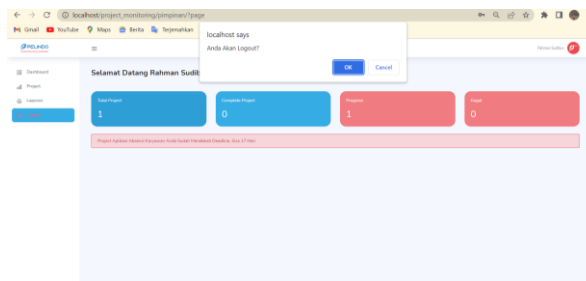 localhost/project_monitoring/pimpinan/?page
Gmail YouTube Maps Berita Terjemahkan
localhost says
Anda Akan Logout?
OK Cancel
PELINDO
Dashboard
Project
Laporan
Selamat Datang Rahman Sudib
Total Project
1
Complete Project
0
Progress
1
Gagal
0